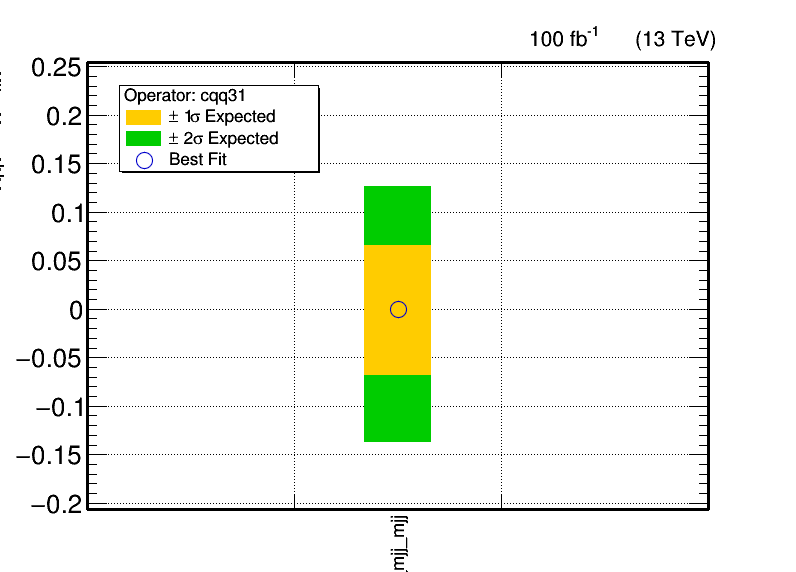 100 fb-1 (13 TeV)
0.25
Operator: cqq31
± 1σ Expected
± 2σ Expected
Best Fit
0.2
0.15
0.1
0.05
0
−0.05
−0.1
−0.15
−0.2
_mjj_mjj